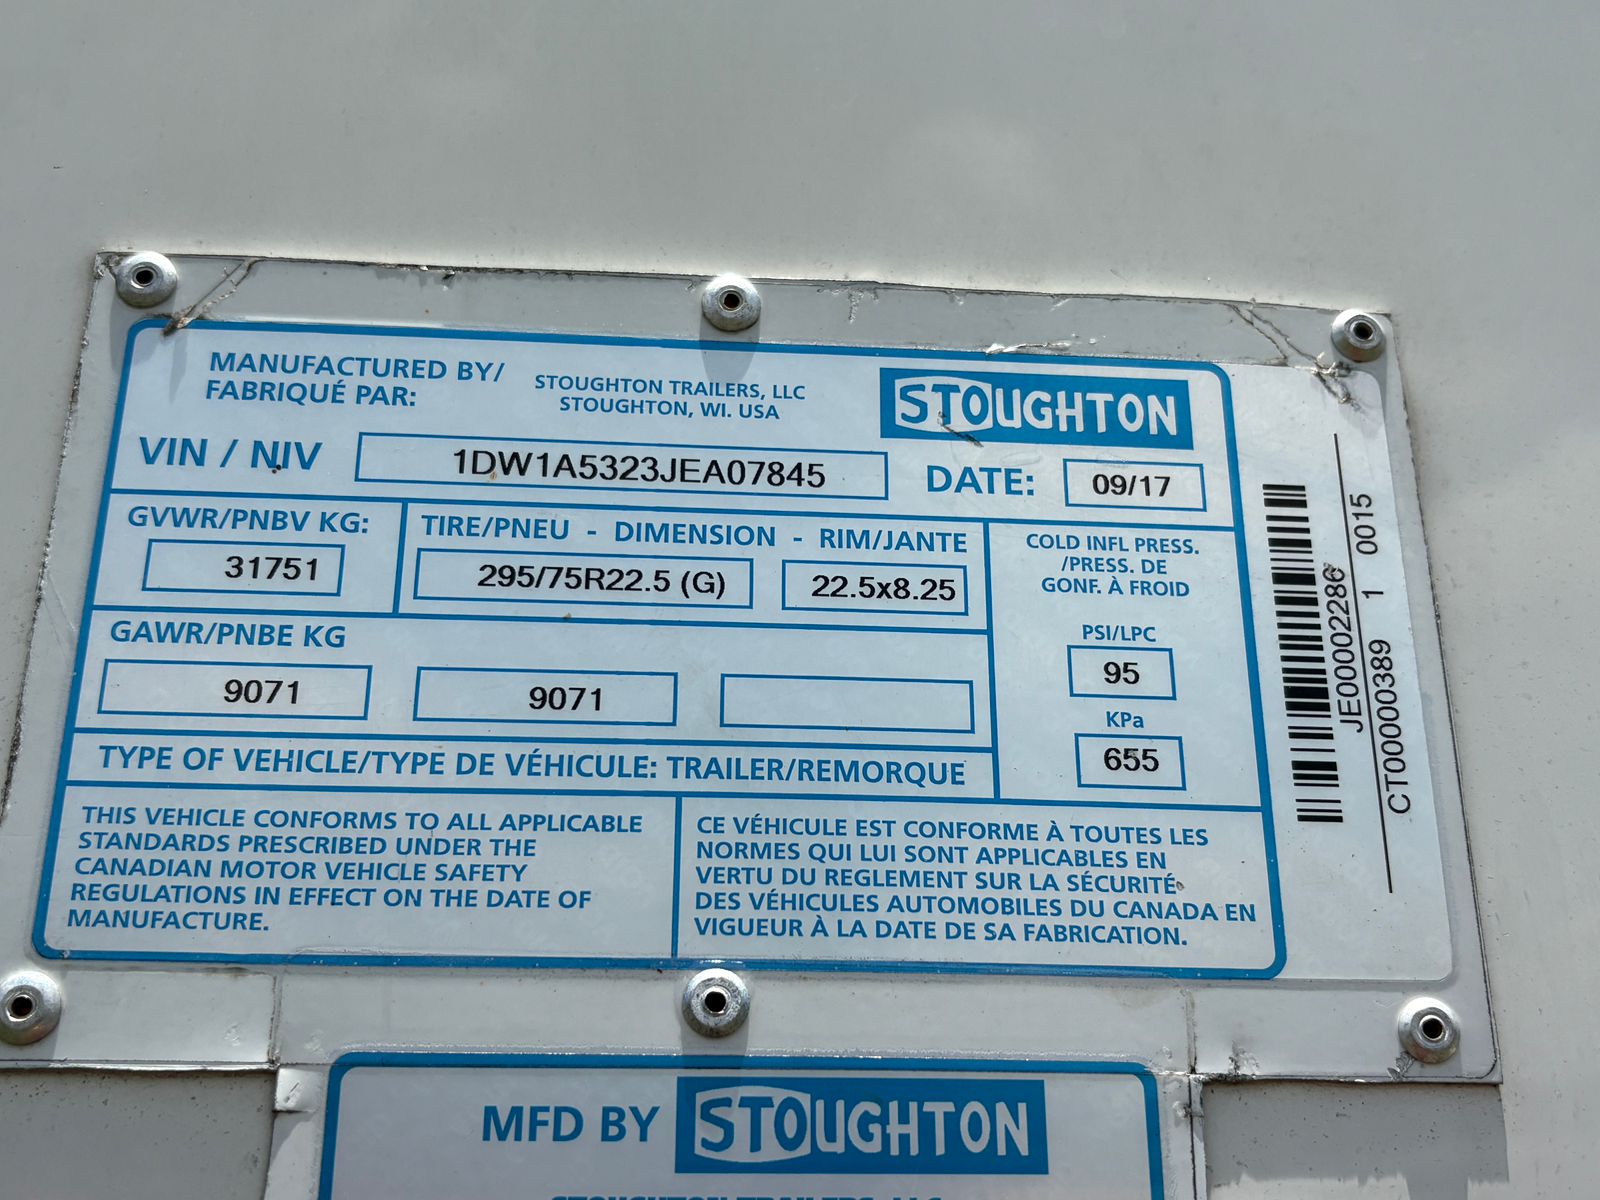 MANUFACTURED BY/
FABRIQUÉ PAR:
STOUGHTON TRAILERS, LLC
STOUGHTON, WI. USA
STOUGHTON
VIN / NIV
1DW1A5323JEA07845
DATE:
09/17
GVWR/PNBV KG:
31751
TIRE/PNEU - DIMENSION - RIM/JANTE
295/75R22.5 (G)
22.5x8.25
COLD INFL PRESS.
/PRESS. DE
GONF. À FROID
PSI/LPC
95
KPa
655
GAWR/PNBE KG
9071
9071
TYPE OF VEHICLE/TYPE DE VÉHICULE: TRAILER/REMORQUE
THIS VEHICLE CONFORMS TO ALL APPLICABLE
STANDARDS PRESCRIBED UNDER THE
CANADIAN MOTOR VEHICLE SAFETY
REGULATIONS IN EFFECT ON THE DATE OF
MANUFACTURE.
CE VÉHICULE EST CONFORME À TOUTES LES
NORMES QUI LUI SONT APPLICABLES EN
VERTU DU REGLEMENT SUR LA SÉCURITÉ
DES VÉHICULES AUTOMOBILES DU CANADA EN
VIGUEUR À LA DATE DE SA FABRICATION.
JE000002286
CT00000389 1 0015
MFD BY STOUGHTON
STOUGHTON TRAILERS, LLC